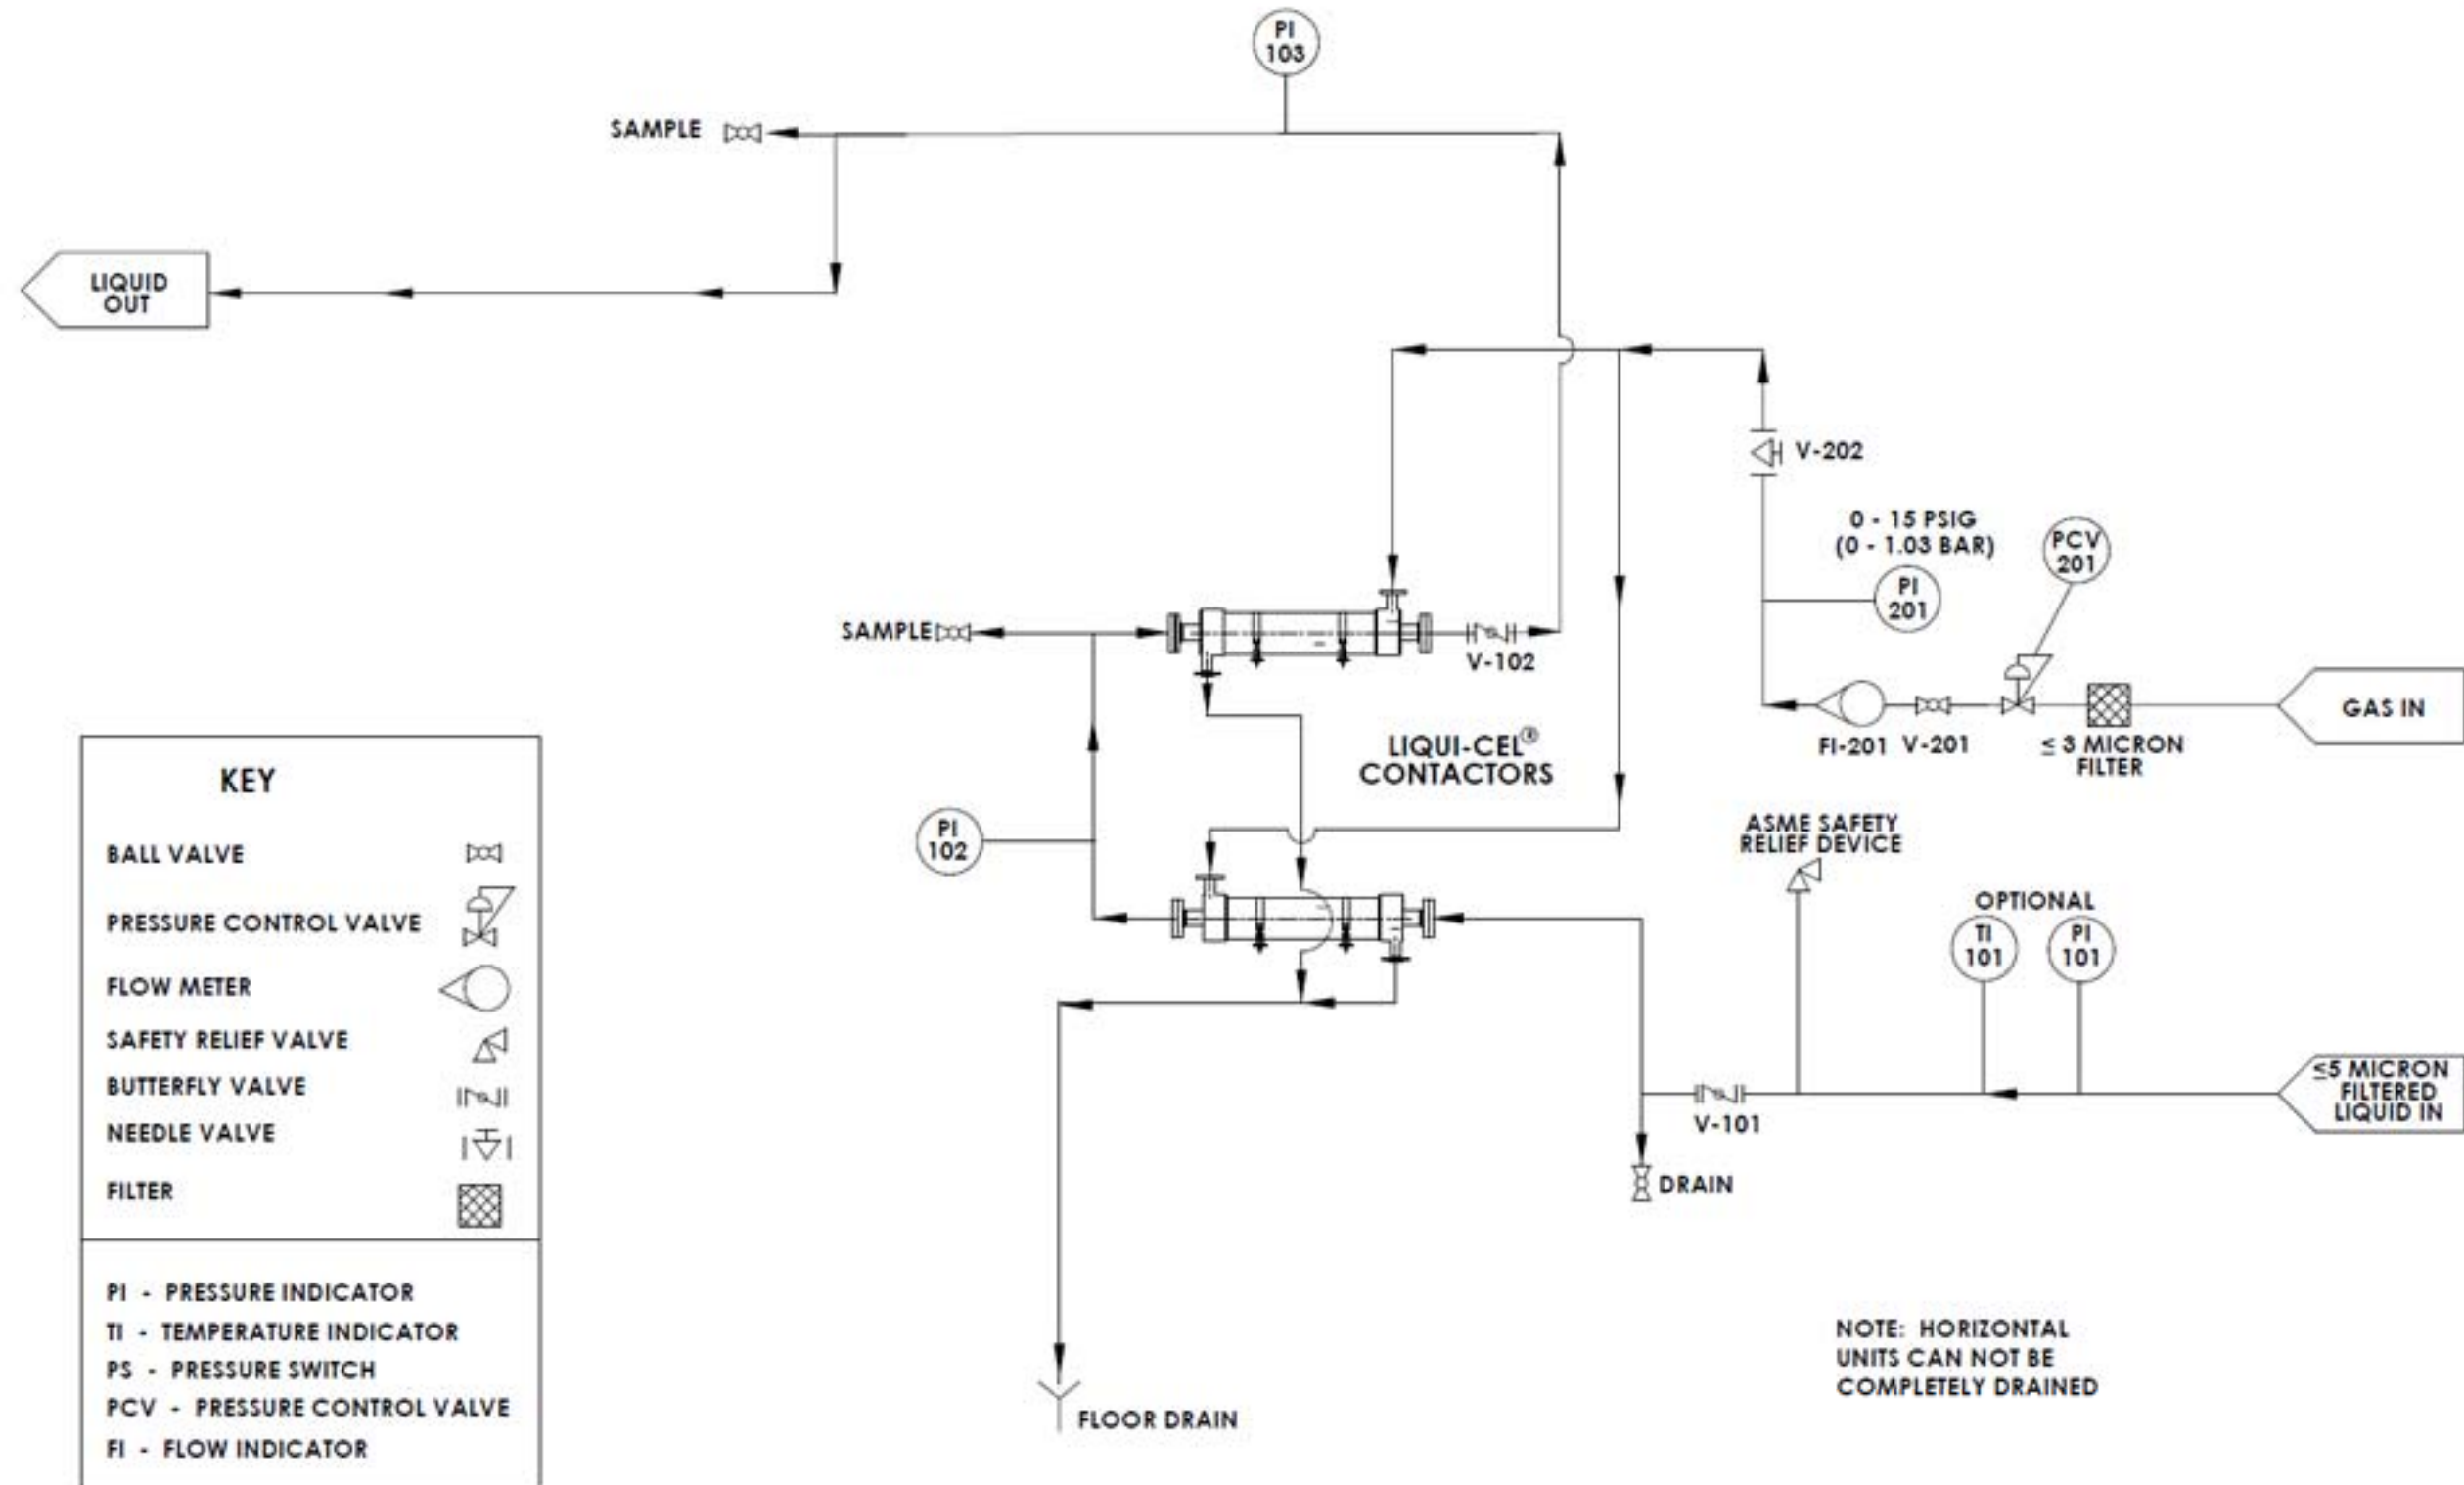 PI
103
SAMPLE
LIQUID
OUT
V-202
0 - 15 PSIG
(0 - 1.03 BAR)
PCV
201
PI
201
SAMPLE
V-102
GAS IN
FI-201 V-201
≤ 3 MICRON
FILTER
LIQUI-CEL®
CONTACTORS
PI
102
ASME SAFETY
RELIEF DEVICE
OPTIONAL
TI
101
PI
101
≤5 MICRON
FILTERED
LIQUID IN
V-101
DRAIN
FLOOR DRAIN
NOTE: HORIZONTAL
UNITS CAN NOT BE
COMPLETELY DRAINED
KEY
BALL VALVE
PRESSURE CONTROL VALVE
FLOW METER
SAFETY RELIEF VALVE
BUTTERFLY VALVE
NEEDLE VALVE
FILTER
PI - PRESSURE INDICATOR
TI - TEMPERATURE INDICATOR
PS - PRESSURE SWITCH
PCV - PRESSURE CONTROL VALVE
FI - FLOW INDICATOR